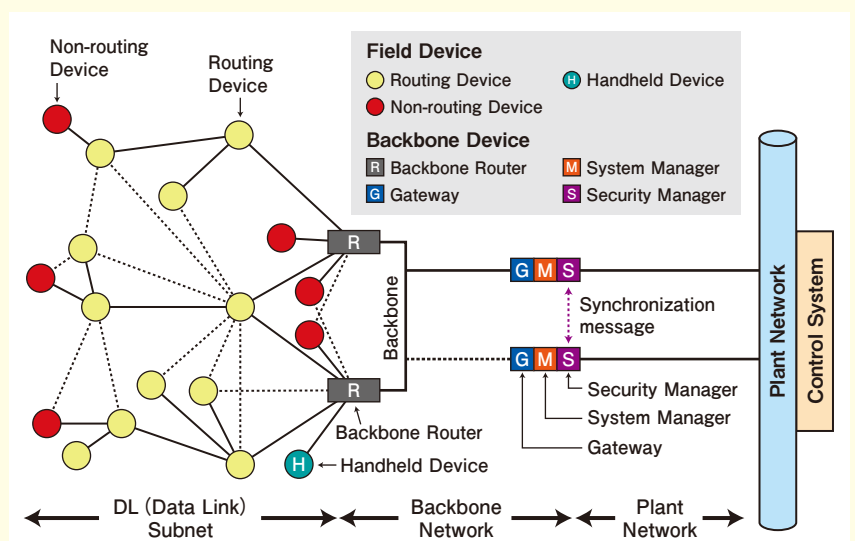 Non-routing
Device
Routing
Device
Field Device
Routing Device
H Handheld Device
Non-routing Device
Backbone Device
R Backbone Router
M System Manager
G Gateway
S Security Manager
R
Backbone
G M S
Synchronization
message
G M S
R
Security Manager
System Manager
Gateway
Backbone Router
H
Handheld Device
Plant Network
Control System
DL (Data Link)
Subnet
Backbone
Network
Plant
Network